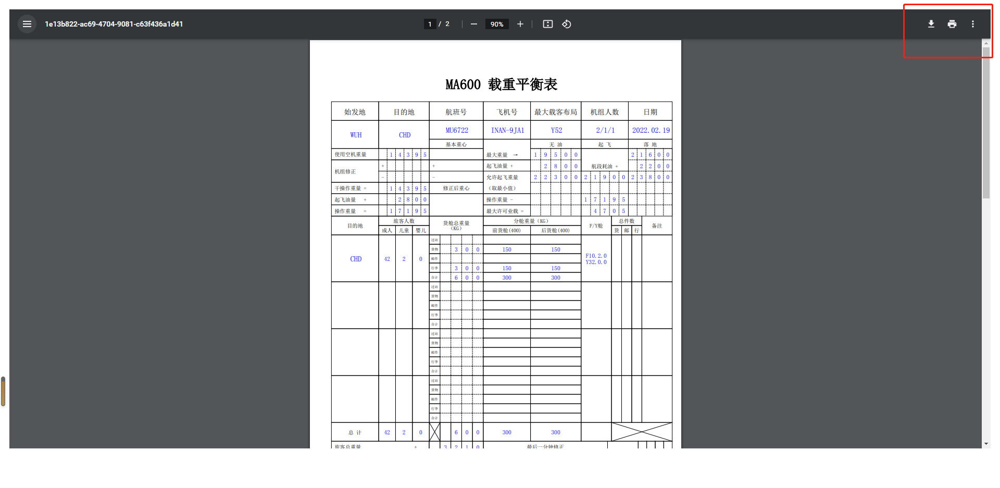 1e13b822-ac69-4704-9081-c63f436a1d41
1 / 2
90%
MA600 载重平衡表
始发地 目的地 航班号 飞机号 最大载客布局 机组人数 日期
WUH CHD MU6722 INAN-9JA1 Y52 2/1/1 2022.02.19
基本重心 无 油 起 飞 落 地
使用空机重量 1 4 3 9 5 最大重量 → 1 9 5 0 0 2 1 6 0 0
机组修正 + + 起飞油量 + 2 8 0 0 航段耗油 + 2 2 0 0
- - 允许起飞重量 2 2 3 0 0 2 1 9 0 0 2 3 8 0 0
干操作重量 = 1 4 3 9 5 修正后重心 (取最小值)
起飞油量 + 2 8 0 0 操作重量 - 1 7 1 9 5
操作重量 = 1 7 1 9 5 最大许可业载 = 4 7 0 5
目的地 旅客人数 货舱总重量 (KG) 分舱重量(KG) F/Y舱 总件数 备注
成人 儿童 婴儿 前货舱(400) 后货舱(400) 货 邮 行
过站
货物 3 0 0 150 150
CHD 42 2 0 邮件 F10.2.0
Y32.0.0
行李 3 0 0 150 150
合计 6 0 0 300 300
过站
货物
邮件
行李
合计
过站
货物
邮件
行李
合计
过站
货物
邮件
行李
合计
总 计 42 2 0 6 0 0 300 300
旅客总重量 + 3 2 1 0 最后一分钟修正